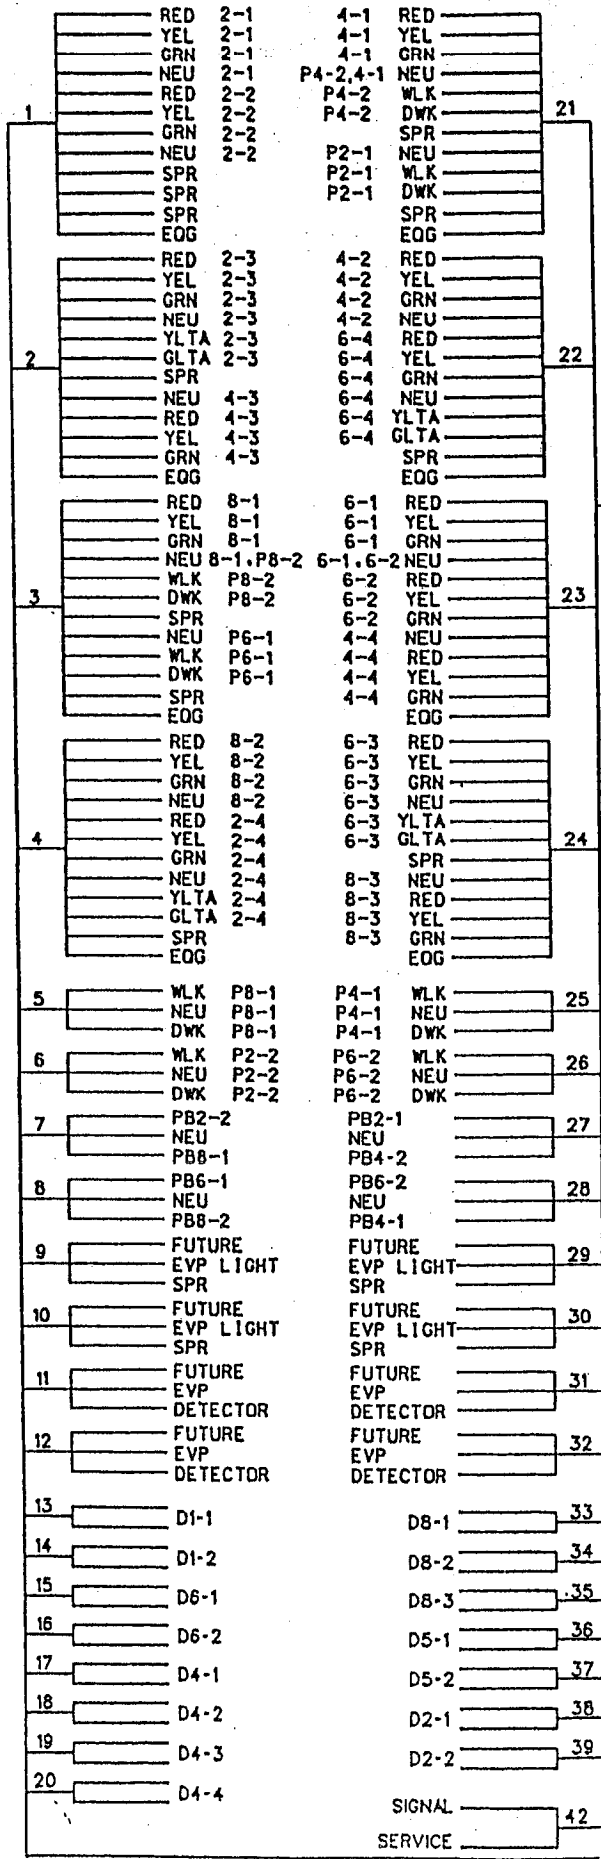 RED 2-1 4-1 RED
YEL 2-1 4-1 YEL
GRN 2-1 4-1 GRN
NEU 2-1 P4-2,4-1 NEU
RED 2-2 P4-2 WLK
1 YEL 2-2 P4-2 DWK 21
GRN 2-2 SPR
NEU 2-2 P2-1 NEU
SPR P2-1 WLK
SPR P2-1 DWK
SPR SPR
EQG EQG
RED 2-3 4-2 RED
YEL 2-3 4-2 YEL
GRN 2-3 4-2 GRN
NEU 2-3 4-2 NEU
YLTA 2-3 6-4 RED
2 GLTA 2-3 6-4 YEL 22
SPR 6-4 GRN
NEU 4-3 6-4 NEU
RED 4-3 6-4 YLTA
YEL 4-3 6-4 GLTA
GRN 4-3 SPR
EQG EQG
RED 8-1 6-1 RED
YEL 8-1 6-1 YEL
GRN 8-1 6-1 GRN
NEU 8-1,P8-2 6-1,6-2 NEU
WLK P8-2 6-2 RED
3 DWK P8-2 6-2 YEL 23
SPR 6-2 GRN
NEU P6-1 4-4 NEU
WLK P6-1 4-4 RED
DWK P6-1 4-4 YEL
SPR 4-4 GRN
EQG EQG
RED 8-2 6-3 RED
YEL 8-2 6-3 YEL
GRN 8-2 6-3 GRN
NEU 8-2 6-3 NEU
RED 2-4 6-3 YLTA
4 YEL 2-4 6-3 GLTA 24
GRN 2-4 SPR
NEU 2-4 8-3 NEU
YLTA 2-4 8-3 RED
GLTA 2-4 8-3 YEL
SPR 8-3 GRN
EQG EQG
WLK P8-1 P4-1 WLK
5 NEU P8-1 P4-1 NEU 25
DWK P8-1 P4-1 DWK
WLK P2-2 P6-2 WLK
6 NEU P2-2 P6-2 NEU 26
DWK P2-2 P6-2 DWK
PB2-2 PB2-1
7 NEU NEU 27
PB8-1 PB4-2
PB6-1 PB6-2
8 NEU NEU 28
PB8-2 PB4-1
FUTURE FUTURE
9 EVP LIGHT EVP LIGHT 29
SPR SPR
FUTURE FUTURE
10 EVP LIGHT EVP LIGHT 30
SPR SPR
FUTURE FUTURE
11 EVP EVP 31
DETECTOR DETECTOR
FUTURE FUTURE
12 EVP EVP 32
DETECTOR DETECTOR
13 D1-1 D8-1 33
14 D1-2 D8-2 34
15 D6-1 D8-3 35
16 D6-2 D5-1 36
17 D4-1 D5-2 37
18 D4-2 D2-1 38
19 D4-3 D2-2 39
20 D4-4
SIGNAL
42
SERVICE